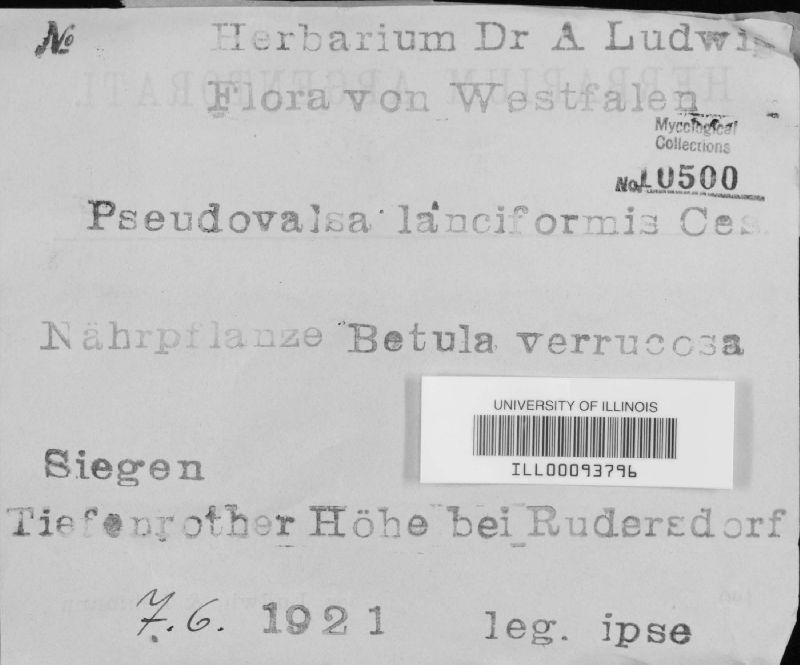 № Herbarium Dr A Ludwig
Flora von Westfalen
Mycological
Collections
No. LU500
Pseudovalsa lanciformis Ces.
Nährpflanze Betula verrucosa
UNIVERSITY OF ILLINOIS
ILL00093796
Siegen
Tiefenrother Höhe bei Rudersdorf
7.6. 1921 leg. ipse